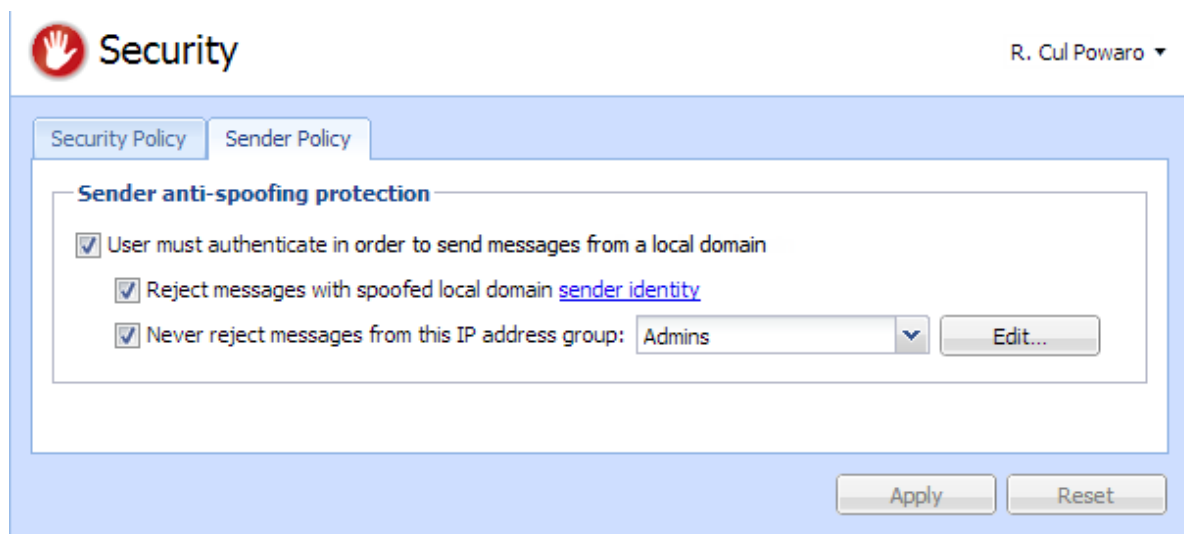 Security
R. Cul Powaro
Security Policy
Sender Policy
Sender anti-spoofing protection
User must authenticate in order to send messages from a local domain
Reject messages with spoofed local domain sender identity
Never reject messages from this IP address group: Admins Edit...
Apply
Reset